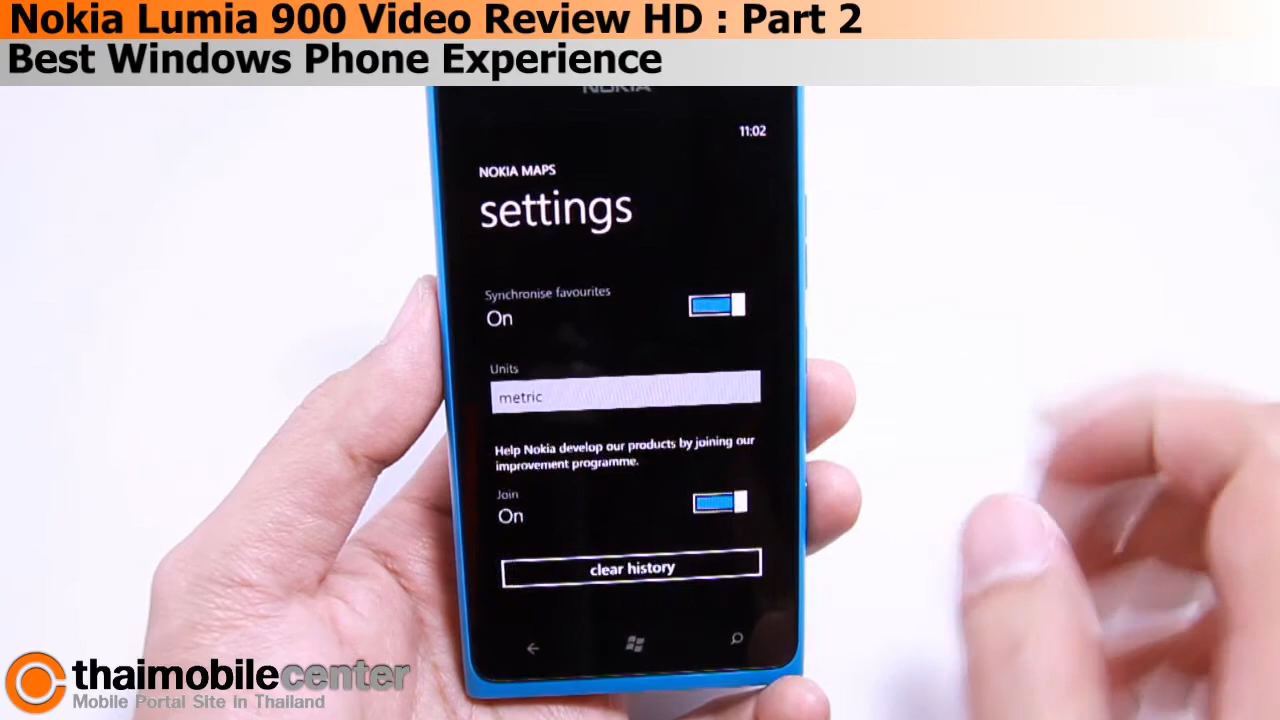 Nokia Lumia 900 Video Review HD : Part 2
Best Windows Phone Experience
NOKIA
11:02
NOKIA MAPS
settings
Synchronise favourites
On
Units
metric
Help Nokia develop our products by joining our
improvement programme.
Join
On
clear history
thaimobilecenter
Mobile Portal Site in Thailand